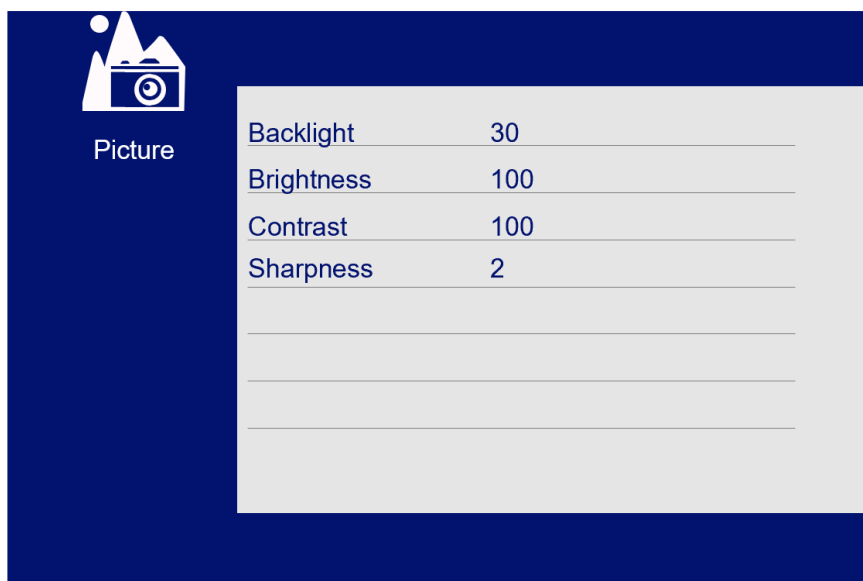 Picture
Backlight 30
Brightness 100
Contrast 100
Sharpness 2